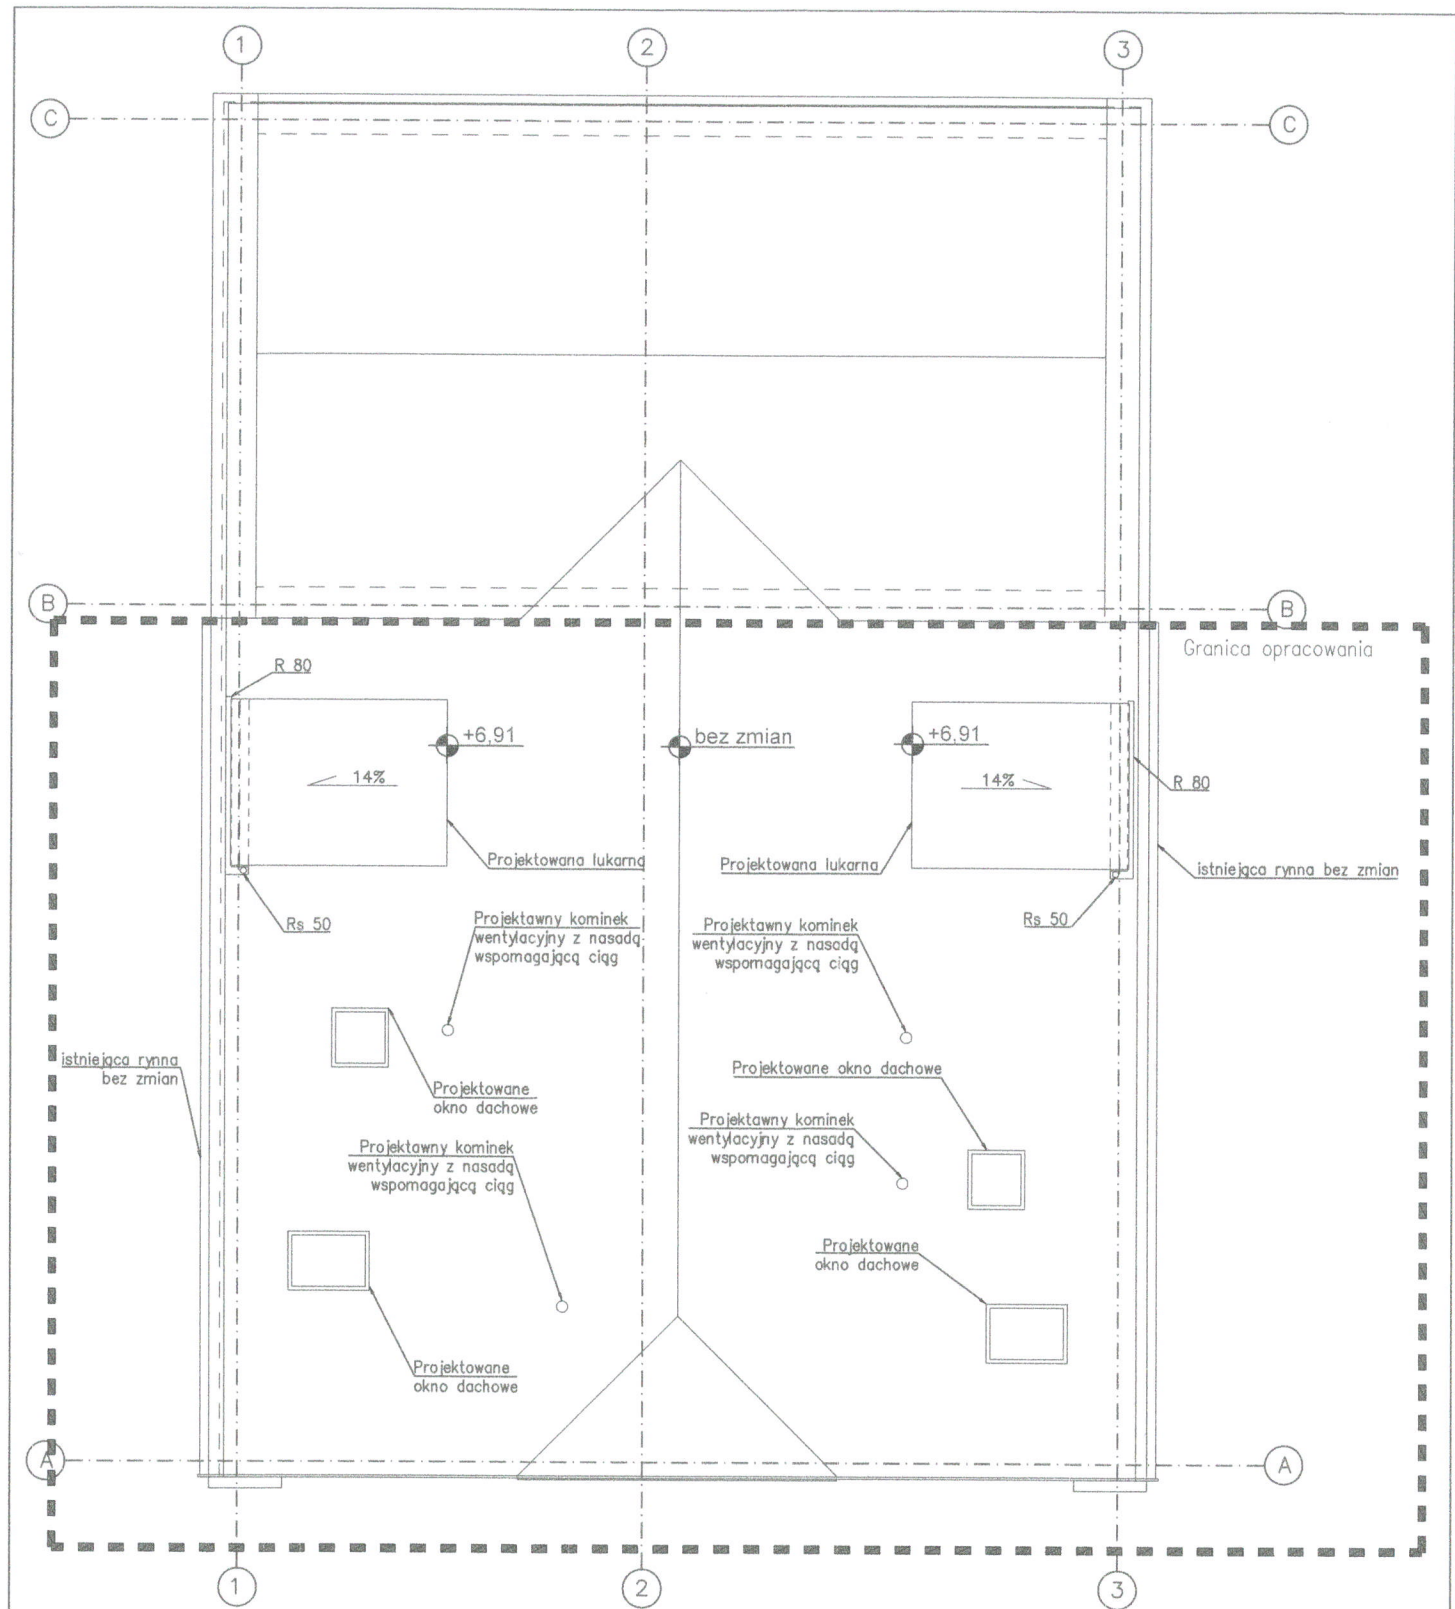 1
2
3
C
C
B
B
Granica opracowania
R 80
+6,91
bez zmian
+6,91
14%
14%
R 80
Projektowana lukarna
Projektowana lukarna
istniejąca rynna bez zmian
Rs 50
Rs 50
Projektawny kominek
wentylacyjny z nasadą
wspomagającą ciąg
Projektawny kominek
wentylacyjny z nasadą
wspomagającą ciąg
istniejąca rynna
bez zmian
Projektowane
okno dachowe
Projektowane okno dachowe
Projektawny kominek
wentylacyjny z nasadą
wspomagającą ciąg
Projektawny kominek
wentylacyjny z nasadą
wspomagającą ciąg
Projektowane
okno dachowe
Projektowane
okno dachowe
A
A
1
2
3